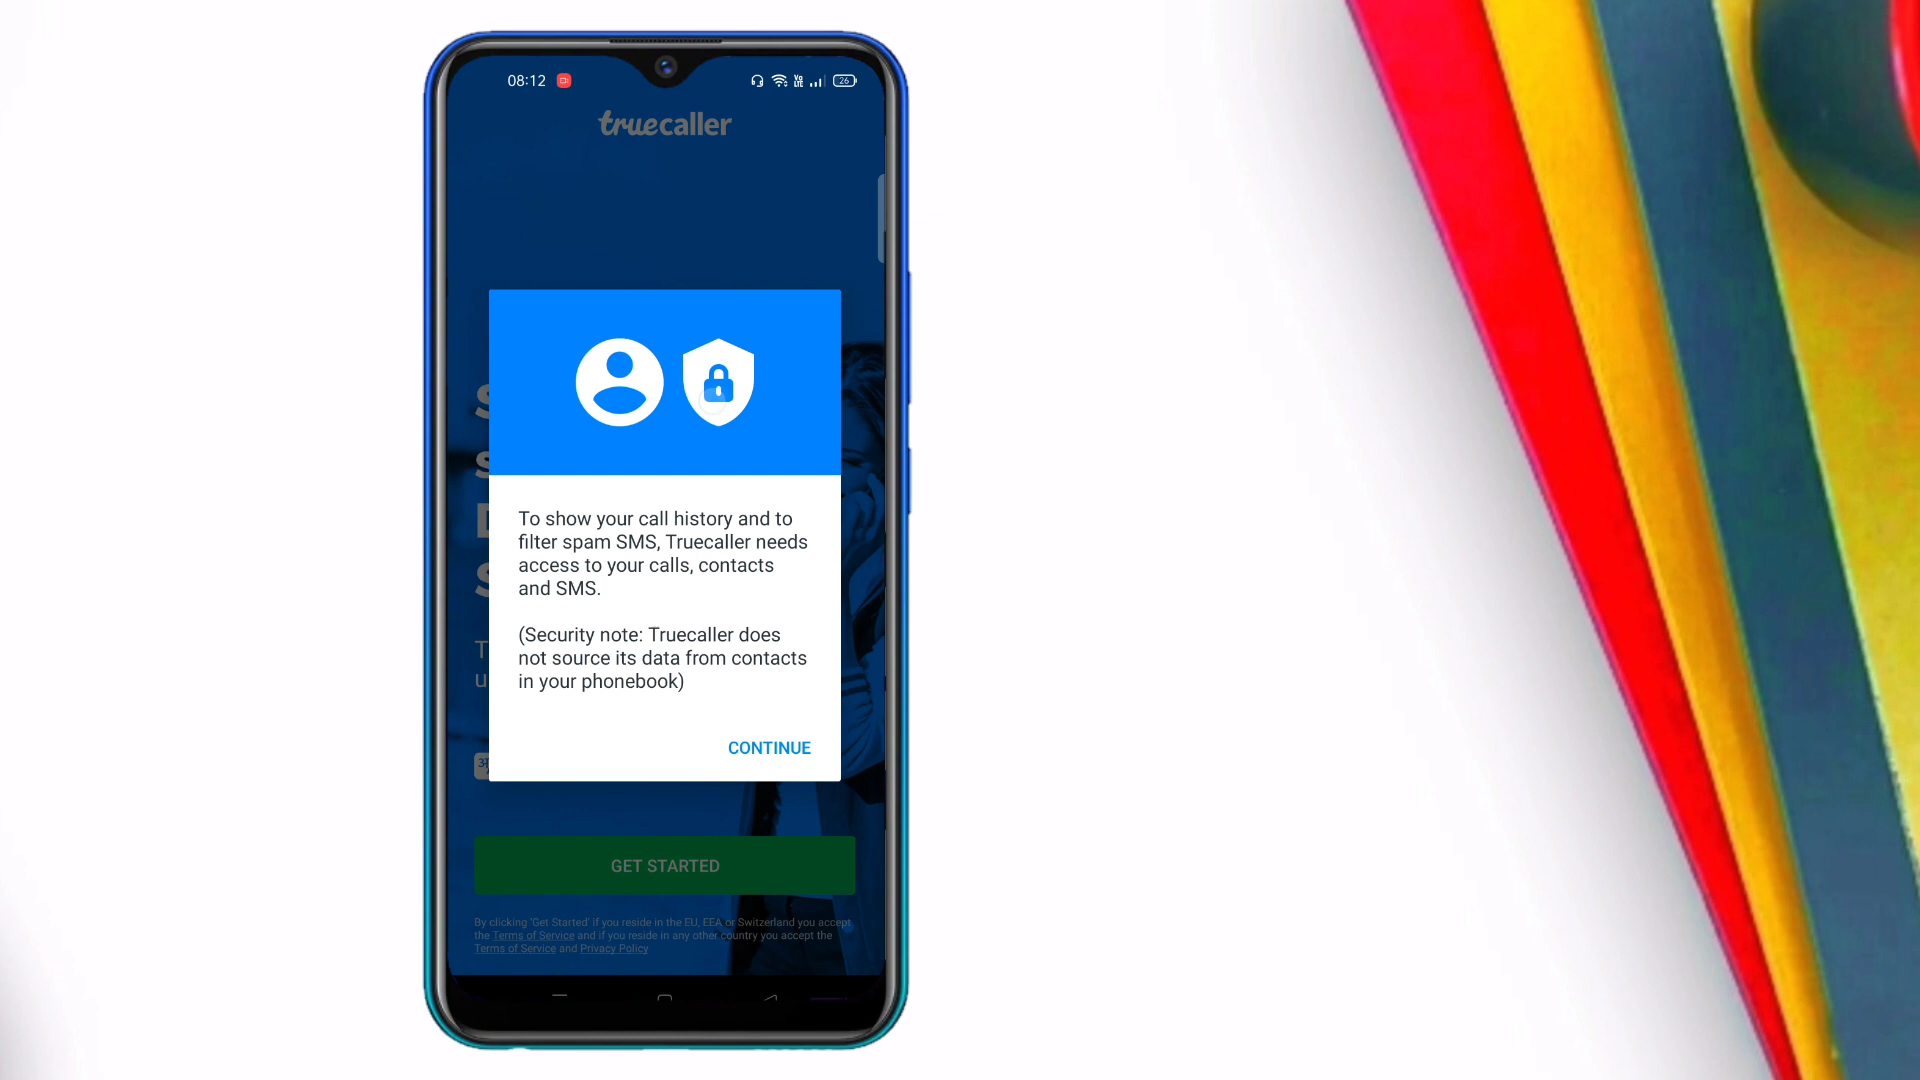 08:12
Vo
LTE
26
truecaller
To show your call history and to
filter spam SMS, Truecaller needs
access to your calls, contacts
and SMS.
(Security note: Truecaller does
not source its data from contacts
in your phonebook)
CONTINUE
GET STARTED
By clicking 'Get Started' if you reside in the EU, EEA or Switzerland you accept
the Terms of Service and if you reside in any other country you accept the
Terms of Service and Privacy Policy